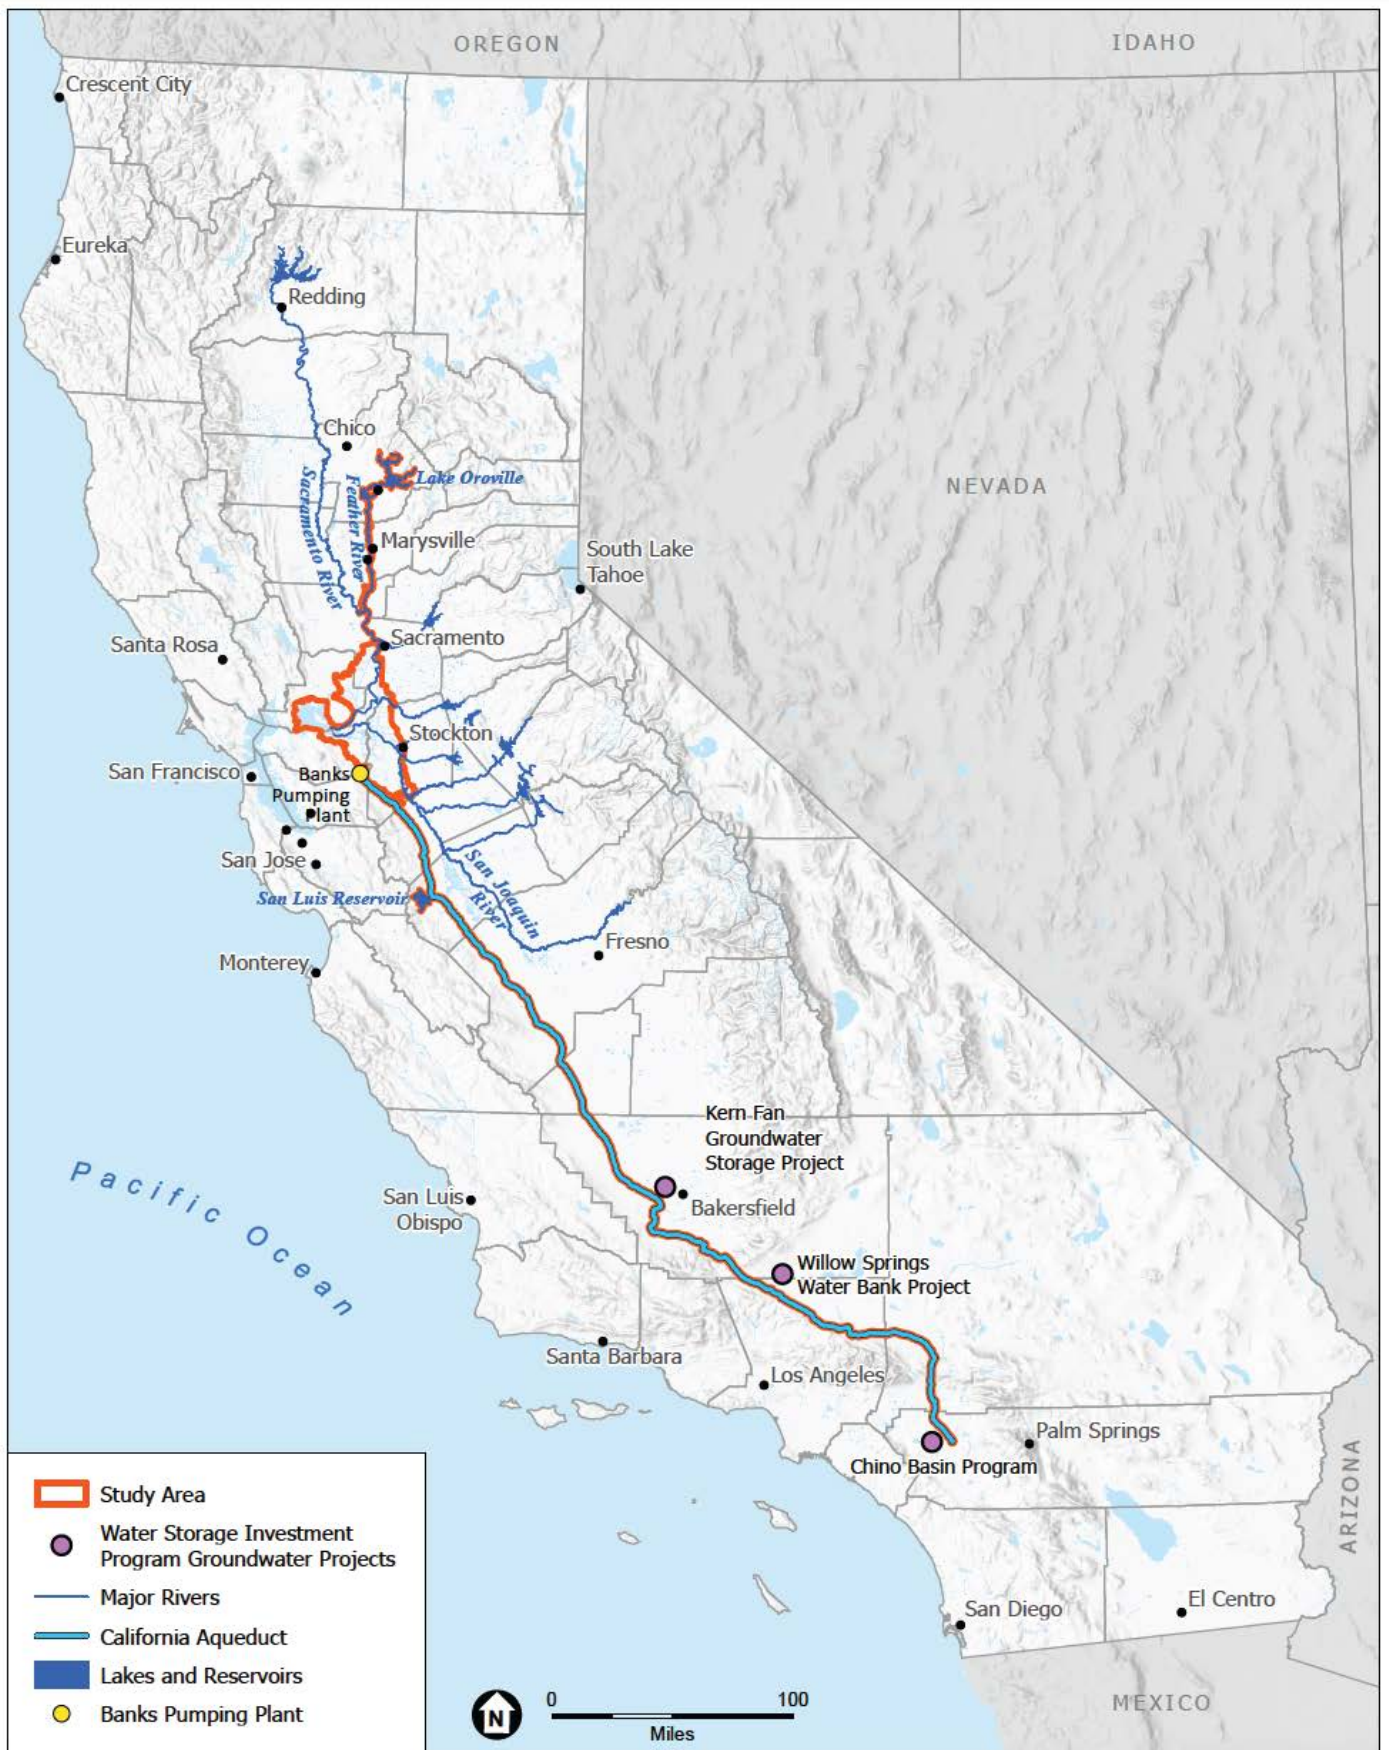 OREGON
IDAHO
Crescent City
Eureka
Redding
Chico
Lake Oroville
Sacramento River
Feather River
NEVADA
Marysville
South Lake
Tahoe
Santa Rosa
Sacramento
Stockton
San Francisco
Banks
Pumping
Plant
San Jose
San Luis Reservoir
San Joaquin
River
Fresno
Monterey
Kern Fan
Groundwater
Storage Project
Pacific Ocean
San Luis
Obispo
Bakersfield
Willow Springs
Water Bank Project
Santa Barbara
Los Angeles
Palm Springs
Chino Basin Program
ARIZONA
San Diego
El Centro
MEXICO
Study Area
Water Storage Investment
Program Groundwater Projects
Major Rivers
California Aqueduct
Lakes and Reservoirs
Banks Pumping Plant
N
0 100
Miles